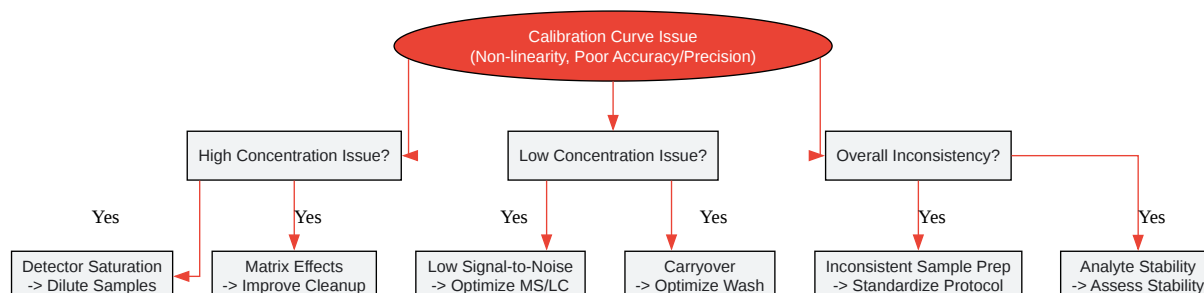 Calibration Curve Issue
(Non-linearity, Poor Accuracy/Precision)
High Concentration Issue?
Low Concentration Issue?
Overall Inconsistency?
Yes
Yes
Yes
Yes
Yes
Yes
Detector Saturation
-> Dilute Samples
Matrix Effects
-> Improve Cleanup
Low Signal-to-Noise
-> Optimize MS/LC
Carryover
-> Optimize Wash
Inconsistent Sample Prep
-> Standardize Protocol
Analyte Stability
-> Assess Stability